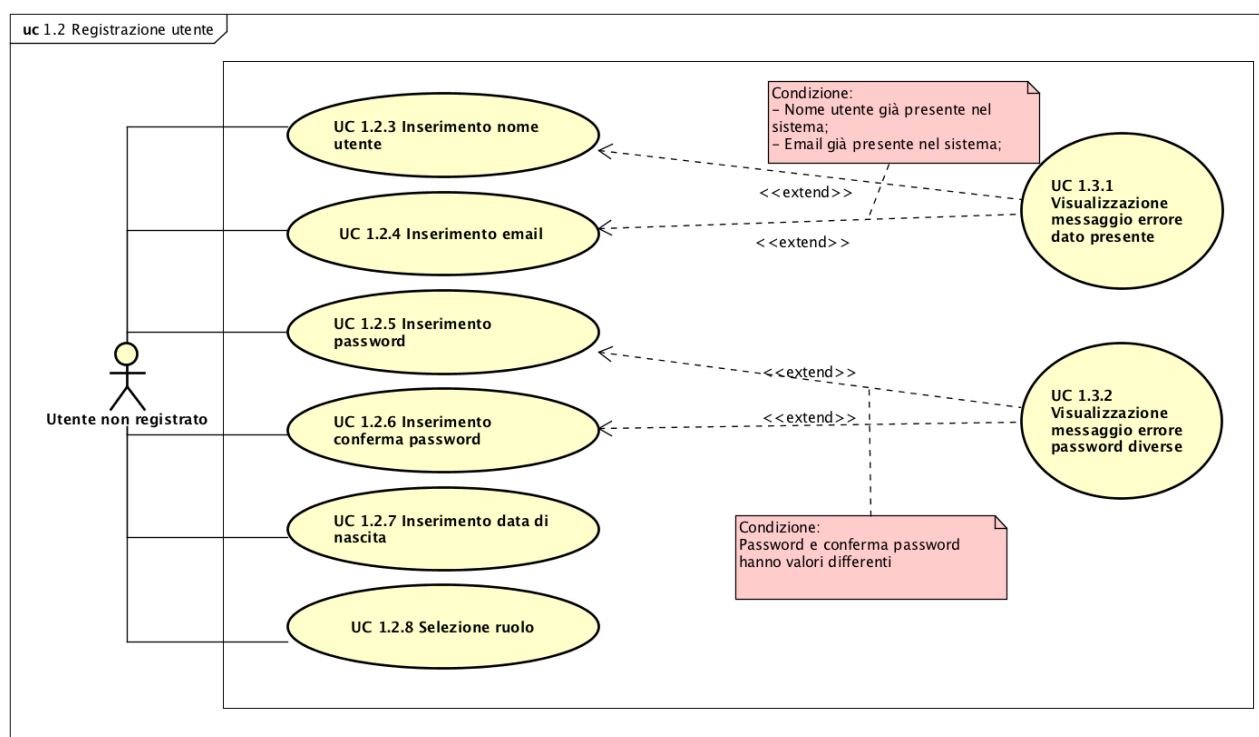 uc 1.2 Registrazione utente
UC 1.2.3 Inserimento nome
utente
Condizione:
– Nome utente già presente nel
sistema;
– Email già presente nel sistema;
<<extend>>
UC 1.3.1
Visualizzazione
messaggio errore
dato presente
UC 1.2.4 Inserimento email
<<extend>>
UC 1.2.5 Inserimento
password
<<extend>>
Utente non registrato
UC 1.2.6 Inserimento
conferma password
<<extend>>
UC 1.3.2
Visualizzazione
messaggio errore
password diverse
UC 1.2.7 Inserimento data di
nascita
Condizione:
Password e conferma password
hanno valori differenti
UC 1.2.8 Selezione ruolo